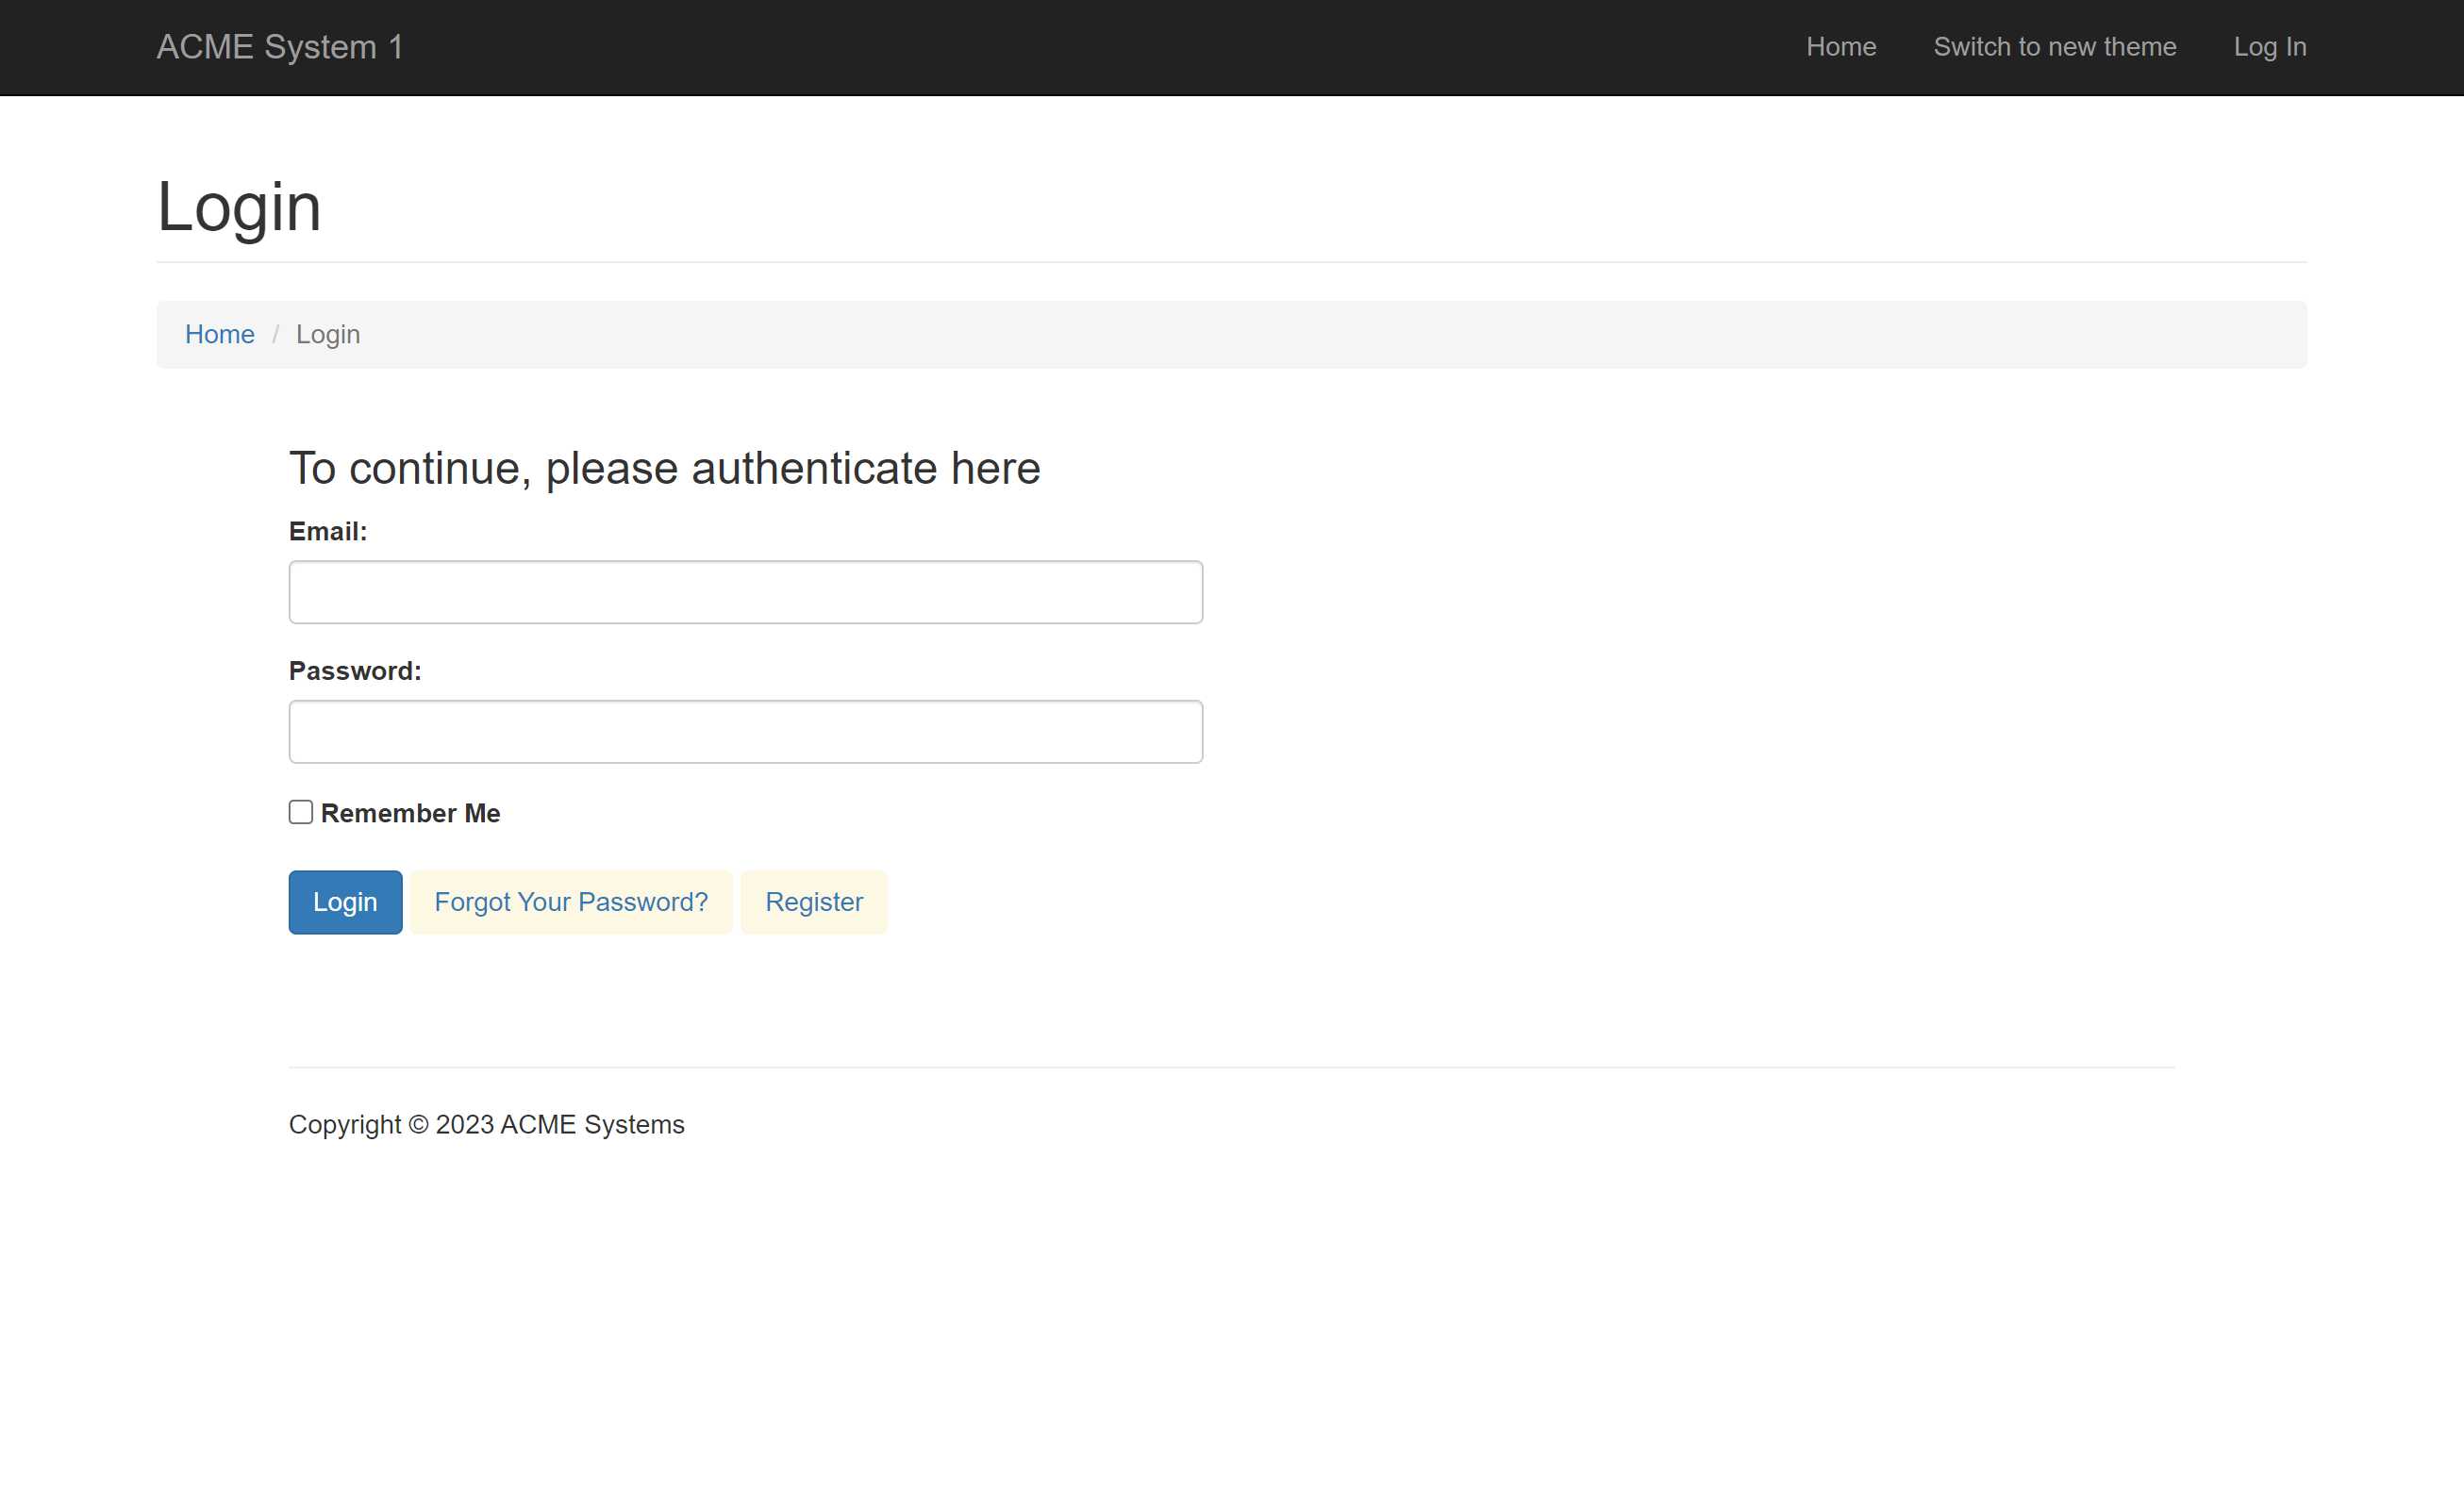 ACME System 1 Home Switch to new theme Log In
Login
Home / Login
To continue, please authenticate here
Email:
Password:
Remember Me
Login Forgot Your Password? Register
Copyright © 2023 ACME Systems